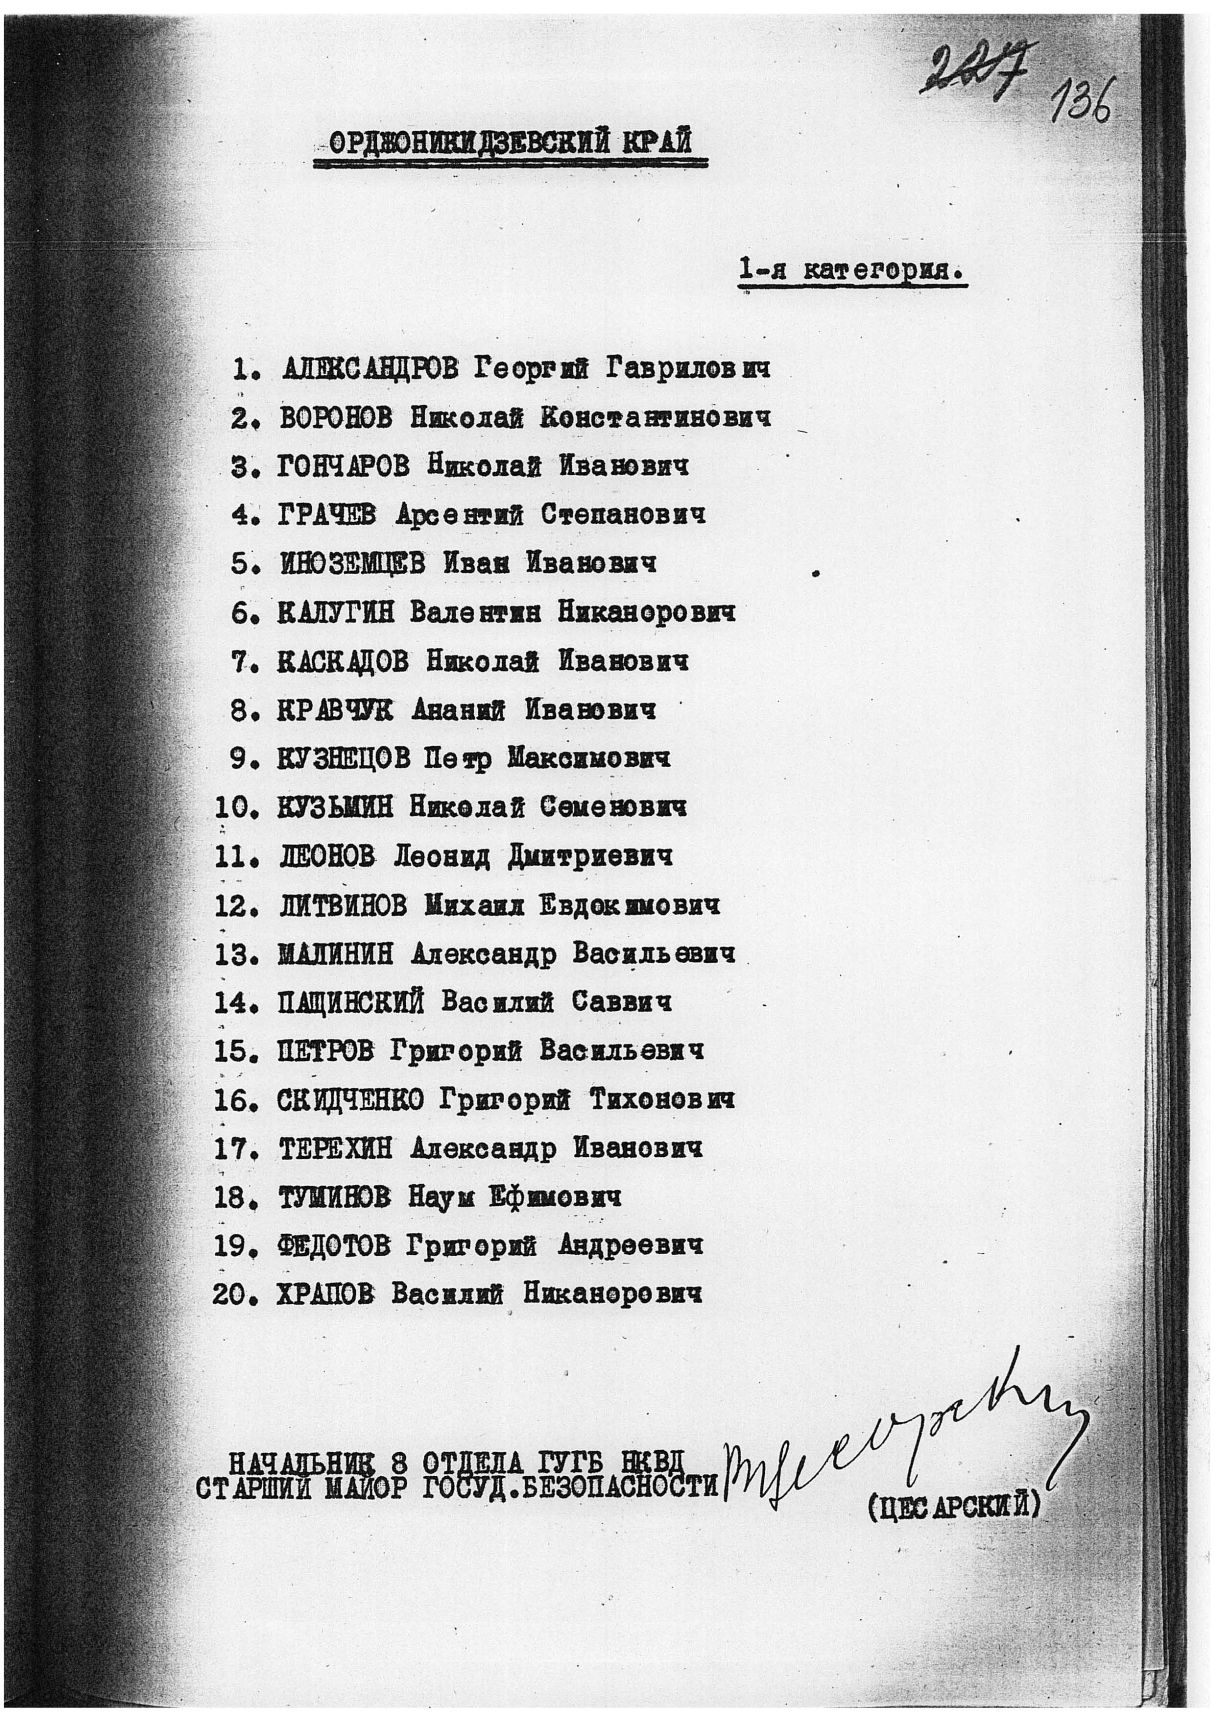 227
136
ОРДЖОНИКИДЗЕВСКИЙ КРАЙ
1-я категория.
1. АЛЕКСАНДРОВ Георгий Гаврилович
2. ВОРОНОВ Николай Константинович
3. ГОНЧАРОВ Николай Иванович
4. ГРАЧЕВ Арсентий Степанович
5. ИНОЗЕМЦЕВ Иван Иванович
6. КАЛУГИН Валентин Никанорович
7. КАСКАДОВ Николай Иванович
8. КРАВЧУК Ананий Иванович
9. КУЗНЕЦОВ Петр Максимович
10. КУЗЬМИН Николай Семенович
11. ЛЕОНОВ Леонид Дмитриевич
12. ЛИТВИНОВ Михаил Евдокимович
13. МАЛИНИН Александр Васильевич
14. ПАЩИНСКИЙ Василий Саввич
15. ПЕТРОВ Григорий Васильевич
16. СКИДЧЕНКО Григорий Тихонович
17. ТЕРЕХИН Александр Иванович
18. ТУМИНОВ Наум Ефимович
19. ФЕДОТОВ Григорий Андреевич
20. ХРАПОВ Василий Никанорович
НАЧАЛЬНИК 8 ОТДЕЛА ГУГБ НКВД
СТАРШИЙ МАЙОР ГОСУД.БЕЗОПАСНОСТИ
(ЦЕСАРСКИЙ)